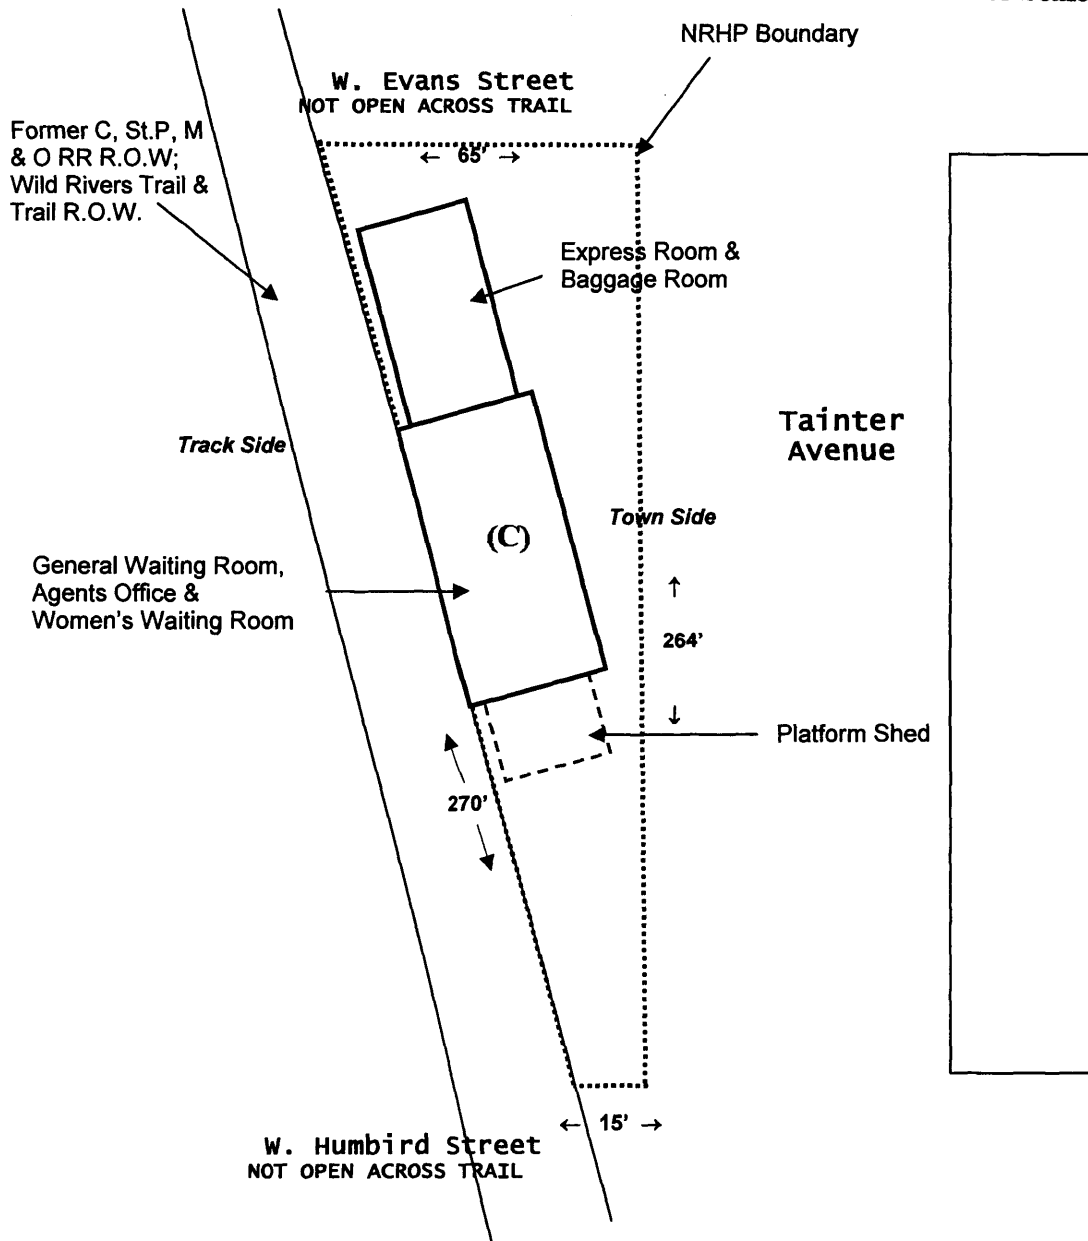 NRHP Boundary
W. Evans Street
NOT OPEN ACROSS TRAIL
Former C, St.P, M
& O RR R.O.W;
Wild Rivers Trail &
Trail R.O.W.
← 65' →
Express Room &
Baggage Room
Tainter
Avenue
Track Side
Town Side
(C)
General Waiting Room,
Agents Office &
Women's Waiting Room
↑
264'
↓
Platform Shed
270'
← 15' →
W. Humbird Street
NOT OPEN ACROSS TRAIL